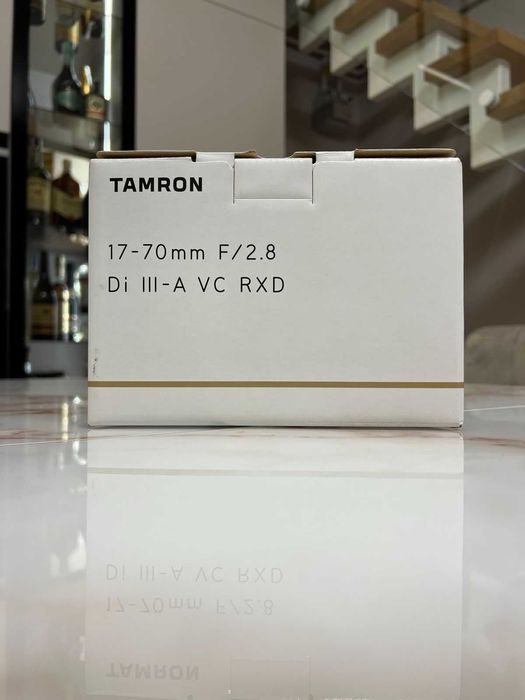 TAMRON
17-70mm F/2.8
Di III-A VC RXD